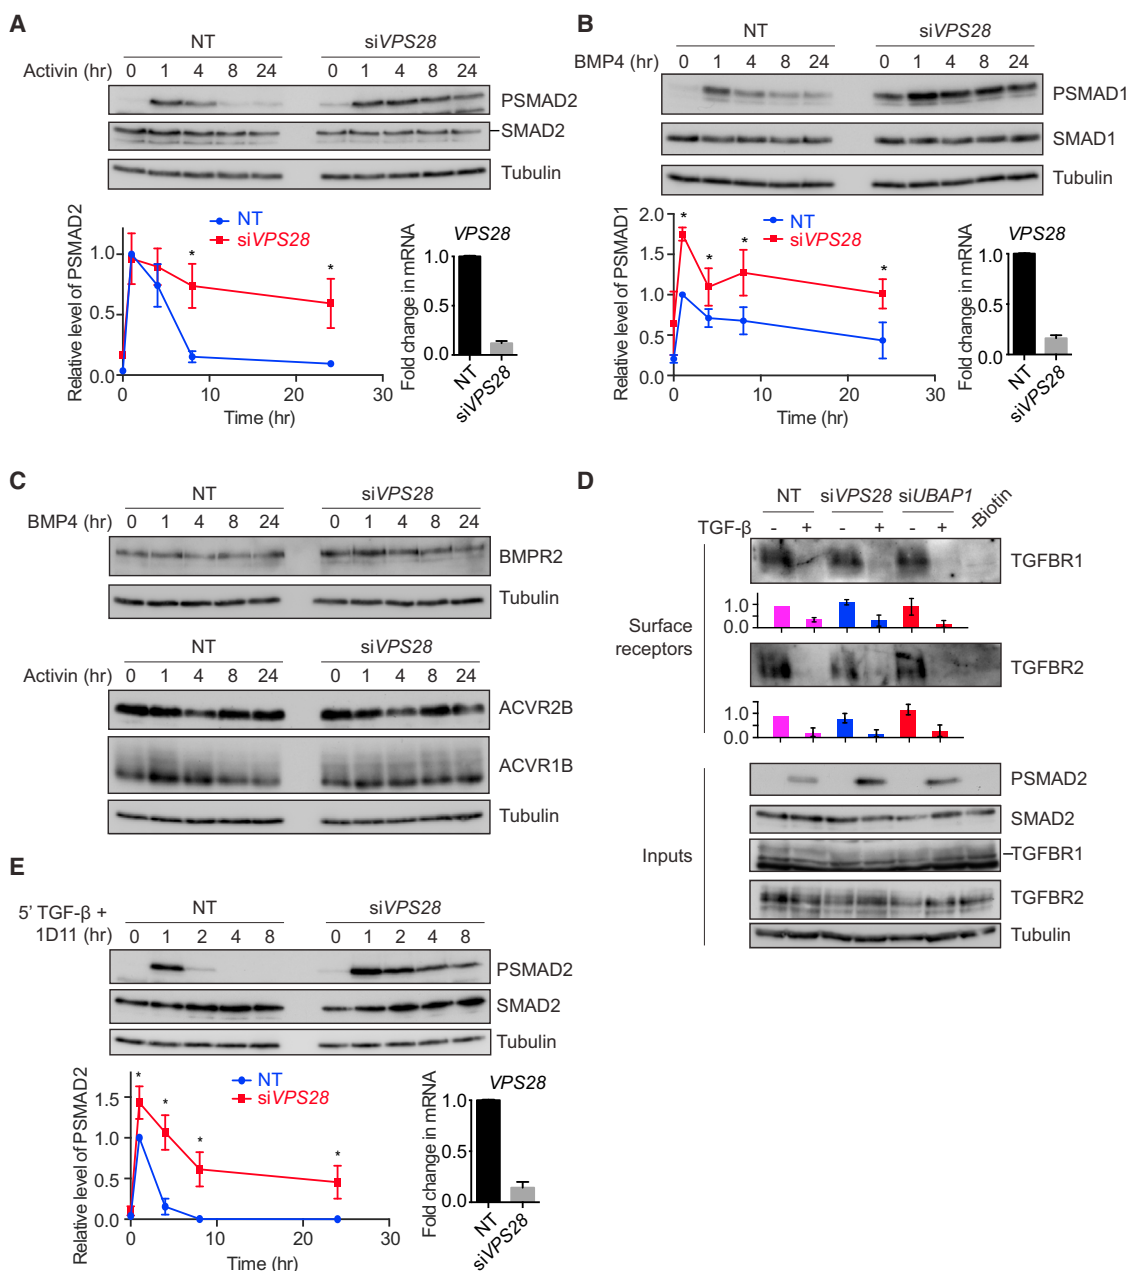 A
NT
siVPS28
Activin (hr) 0 1 4 8 24 0 1 4 8 24
PSMAD2
SMAD2
Tubulin
NT
siVPS28
Relative level of PSMAD2
1.0
0.5
0.0
* *
0 10 20 30
Time (hr)
VPS28
Fold change in mRNA
1.0
0.5
0.0
NT
siVPS28
B
NT
siVPS28
BMP4 (hr) 0 1 4 8 24 0 1 4 8 24
PSMAD1
SMAD1
Tubulin
NT
siVPS28
Relative level of PSMAD1
2.0
1.5
1.0
0.5
0.0
* * * *
0 10 20 30
Time (hr)
VPS28
Fold change in mRNA
1.0
0.5
0.0
NT
siVPS28
C
NT
siVPS28
BMP4 (hr) 0 1 4 8 24 0 1 4 8 24
BMPR2
Tubulin
NT
siVPS28
Activin (hr) 0 1 4 8 24 0 1 4 8 24
ACVR2B
ACVR1B
Tubulin
D
NT siVPS28 siUBAP1 -Biotin
TGF-β - + - + - +
TGFBR1
1.0
0.0
Surface
receptors
TGFBR2
1.0
0.0
PSMAD2
SMAD2
Inputs
TGFBR1
TGFBR2
Tubulin
E
5' TGF-β +
1D11 (hr)
NT
siVPS28
0 1 2 4 8 0 1 2 4 8
PSMAD2
SMAD2
Tubulin
NT
siVPS28
Relative level of PSMAD2
1.5
1.0
0.5
0.0
* * * *
0 10 20 30
Time (hr)
VPS28
Fold change in mRNA
1.0
0.5
0.0
NT
siVPS28